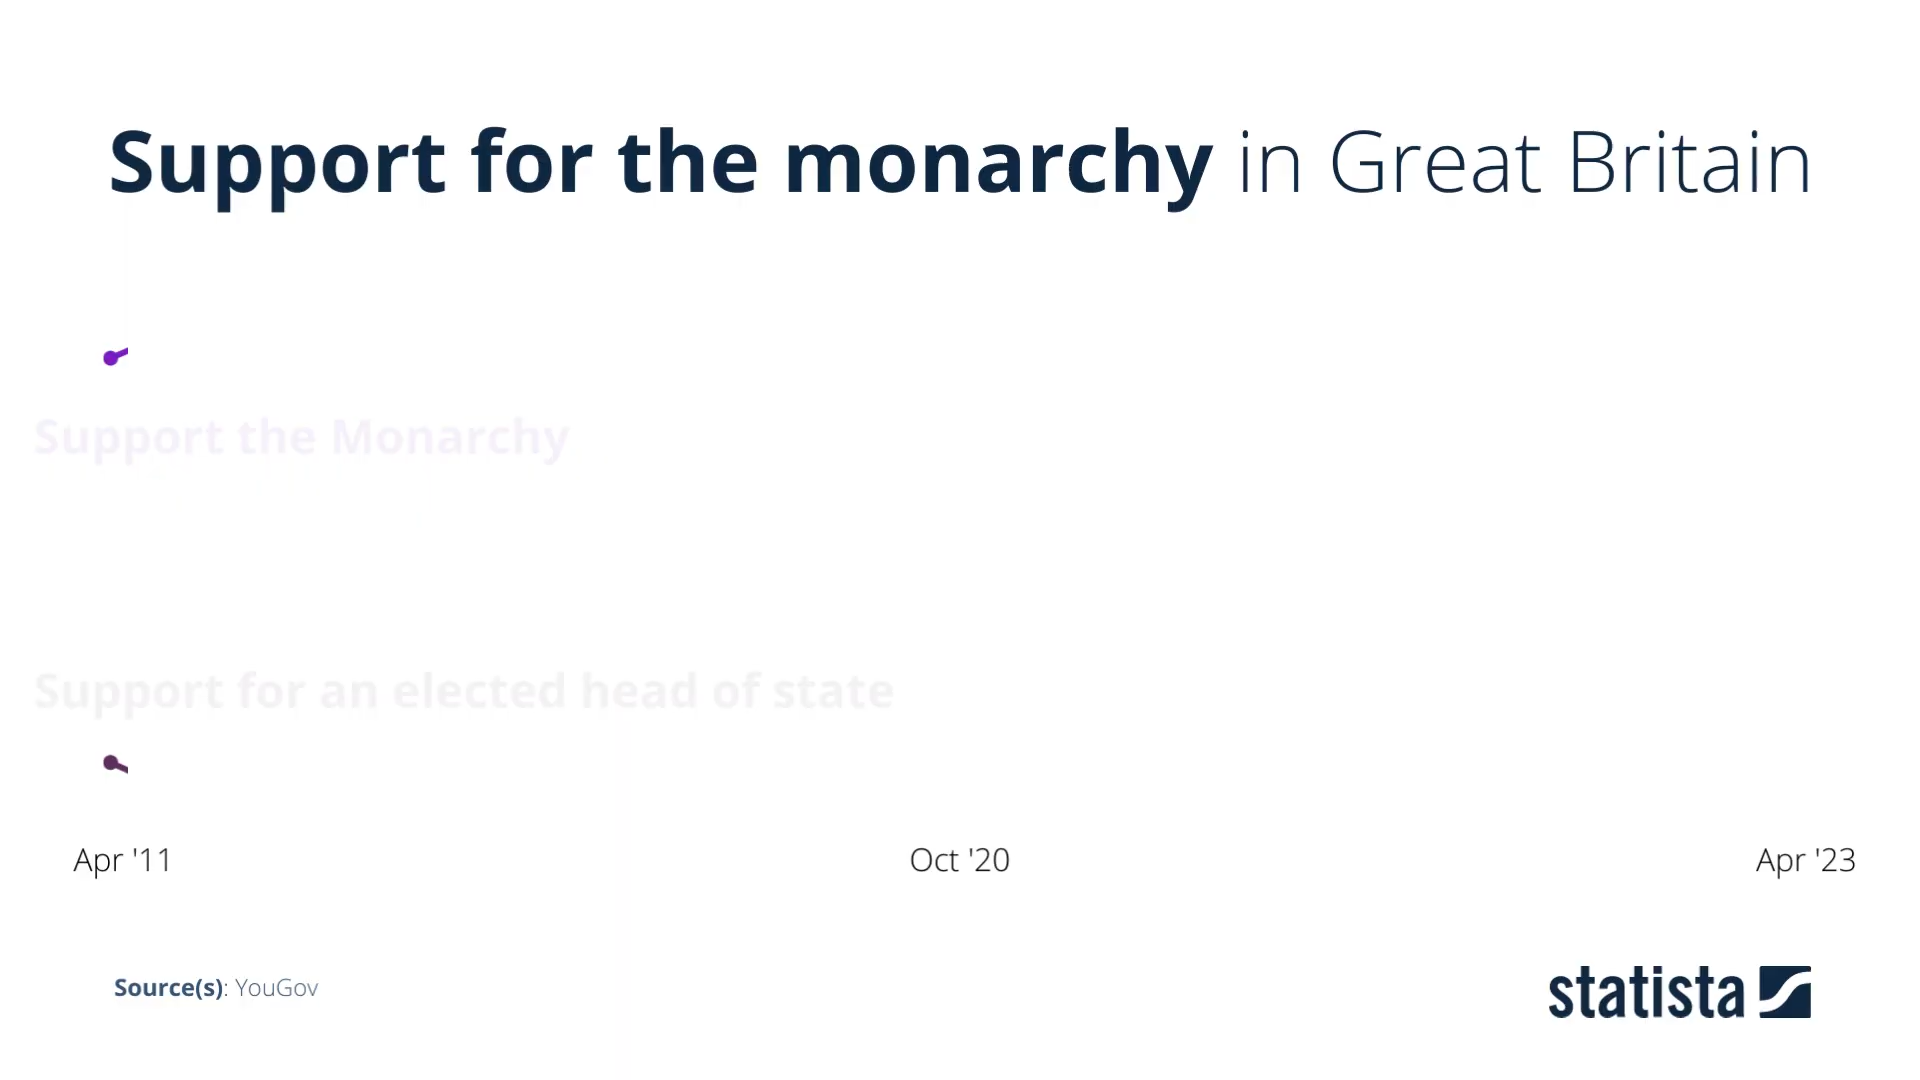 Support for the monarchy in Great Britain
Support the Monarchy
Support for an elected head of state
Apr '11 Oct '20 Apr '23
Source(s): YouGov
statista